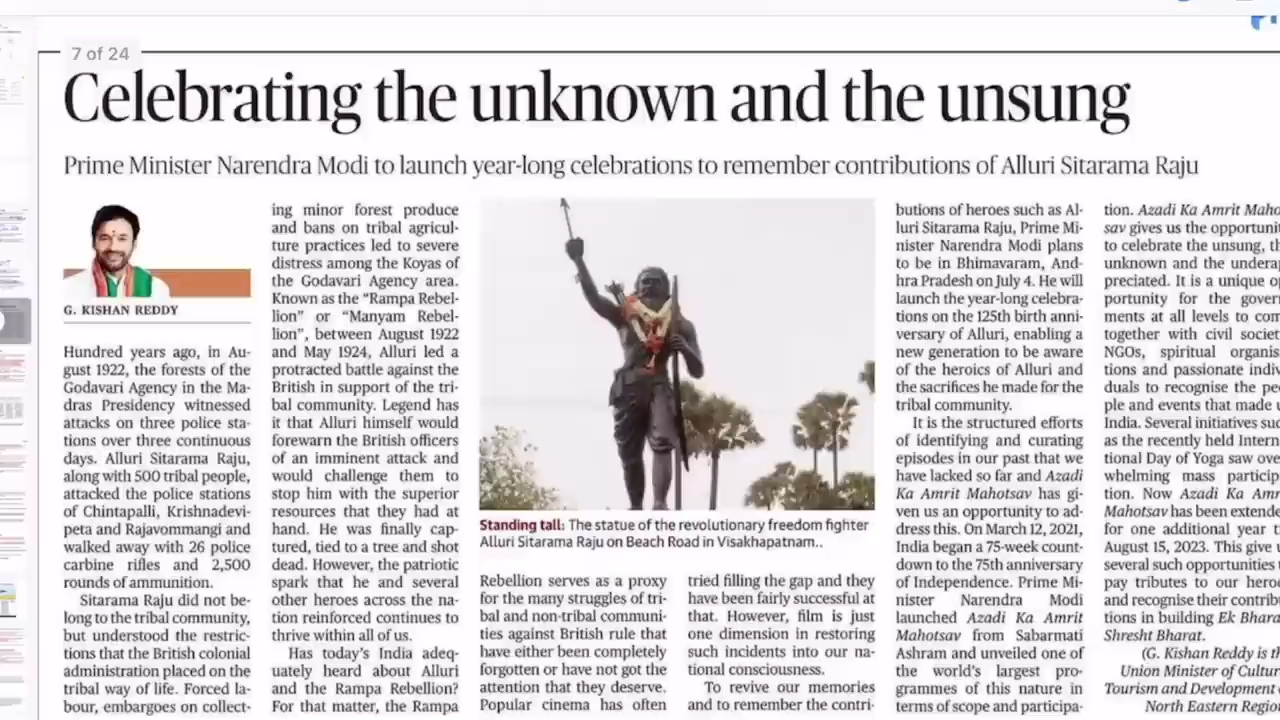 7 of 24
Celebrating the unknown and the unsung
Prime Minister Narendra Modi to launch year-long celebrations to remember contributions of Alluri Sitarama Raju
G. KISHAN REDDY
Hundred years ago, in Au-
gust 1922, the forests of the
Godavari Agency in the Ma-
dras Presidency witnessed
attacks on three police sta-
tions over three continuous
days. Alluri Sitarama Raju,
along with 500 tribal people,
attacked the police stations
of Chintapalli, Krishnadevi-
peta and Rajavommangi and
walked away with 26 police
carbine rifles and 2,500
rounds of ammunition.
Sitarama Raju did not be-
long to the tribal community,
but understood the restric-
tions that the British colonial
administration placed on the
tribal way of life. Forced la-
bour, embargoes on collect-
ing minor forest produce
and bans on tribal agricul-
ture practices led to severe
distress among the Koyas of
the Godavari Agency area.
Known as the “Rampa Rebel-
lion” or “Manyam Rebel-
lion”, between August 1922
and May 1924, Alluri led a
protracted battle against the
British in support of the tri-
bal community. Legend has
it that Alluri himself would
forewarn the British officers
of an imminent attack and
would challenge them to
stop him with the superior
resources that they had at
hand. He was finally cap-
tured, tied to a tree and shot
dead. However, the patriotic
spark that he and several
other heroes across the na-
tion reinforced continues to
thrive within all of us.
Has today’s India adeq-
uately heard about Alluri
and the Rampa Rebellion?
For that matter, the Rampa
Standing tall: The statue of the revolutionary freedom fighter
Alluri Sitarama Raju on Beach Road in Visakhapatnam..
Rebellion serves as a proxy
for the many struggles of tri-
bal and non-tribal communi-
ties against British rule that
have either been completely
forgotten or have not got the
attention that they deserve.
Popular cinema has often
tried filling the gap and they
have been fairly successful at
that. However, film is just
one dimension in restoring
such incidents into our na-
tional consciousness.
To revive our memories
and to remember the contri-
butions of heroes such as Al-
luri Sitarama Raju, Prime Mi-
nister Narendra Modi plans
to be in Bhimavaram, And-
hra Pradesh on July 4. He will
launch the year-long celebra-
tions on the 125th birth anni-
versary of Alluri, enabling a
new generation to be aware
of the heroics of Alluri and
the sacrifices he made for the
tribal community.
It is the structured efforts
of identifying and curating
episodes in our past that we
have lacked so far and Azadi
Ka Amrit Mahotsav has gi-
ven us an opportunity to ad-
dress this. On March 12, 2021,
India began a 75-week count-
down to the 75th anniversary
of Independence. Prime Mi-
nister Narendra Modi
launched Azadi Ka Amrit
Mahotsav from Sabarmati
Ashram and unveiled one of
the world’s largest pro-
grammes of this nature in
terms of scope and participa-
tion. Azadi Ka Amrit Maho
sav gives us the opportunit
to celebrate the unsung, th
unknown and the underap
preciated. It is a unique op
portunity for the govern
ments at all levels to com
together with civil societ
NGOs, spiritual organis
tions and passionate indiv
duals to recognise the peo
ple and events that made u
India. Several initiatives suc
as the recently held Intern
tional Day of Yoga saw ove
whelming mass particip
tion. Now Azadi Ka Amr
Mahotsav has been extende
for one additional year t
August 15, 2023. This give u
several such opportunities t
pay tributes to our heroe
and recognise their contribu
tions in building Ek Bhara
Shresht Bharat.
(G. Kishan Reddy is th
Union Minister of Cultur
Tourism and Development o
North Eastern Region